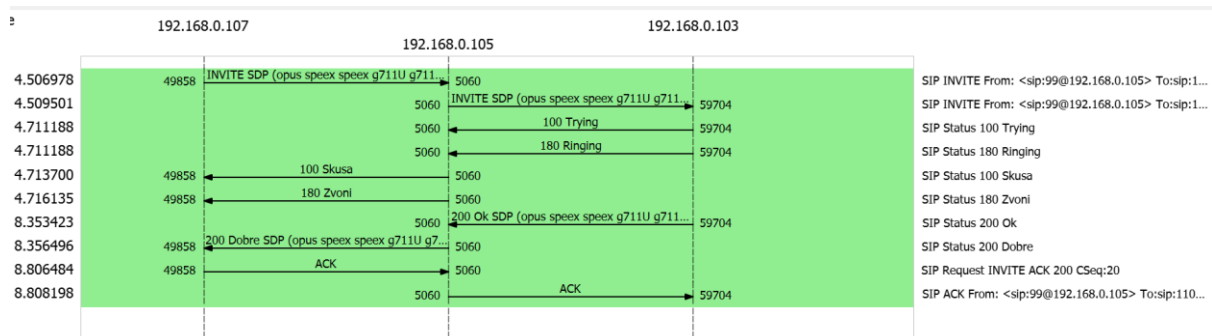 e
192.168.0.107 192.168.0.103
192.168.0.105
4.506978 49858 INVITE SDP (opus speex speex g711U g711... 5060 SIP INVITE From: <sip:99@192.168.0.105> To:sip:1...
4.509501 5060 INVITE SDP (opus speex speex g711U g711... 59704 SIP INVITE From: <sip:99@192.168.0.105> To:sip:1...
4.711188 5060 100 Trying 59704 SIP Status 100 Trying
4.711188 5060 180 Ringing 59704 SIP Status 180 Ringing
4.713700 49858 100 Skusa 5060 SIP Status 100 Skusa
4.716135 49858 180 Zvoni 5060 SIP Status 180 Zvoni
8.353423 5060 200 Ok SDP (opus speex speex g711U g711... 59704 SIP Status 200 Ok
8.356496 49858 200 Dobre SDP (opus speex speex g711U g7... 5060 SIP Status 200 Dobre
8.806484 49858 ACK 5060 SIP Request INVITE ACK 200 CSeq:20
8.808198 5060 ACK 59704 SIP ACK From: <sip:99@192.168.0.105> To:sip:110...